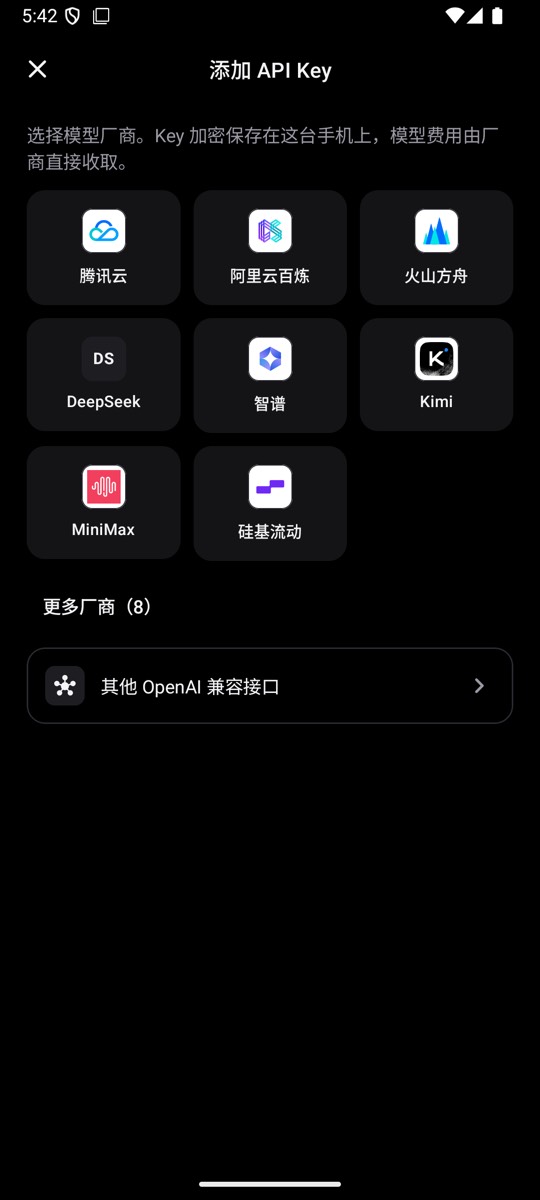 5:42
添加 API Key
选择模型厂商。Key 加密保存在这台手机上，模型费用由厂
商直接收取。
腾讯云
阿里云百炼
火山方舟
DS
DeepSeek
智谱
K
Kimi
MiniMax
硅基流动
更多厂商（8）
其他 OpenAI 兼容接口